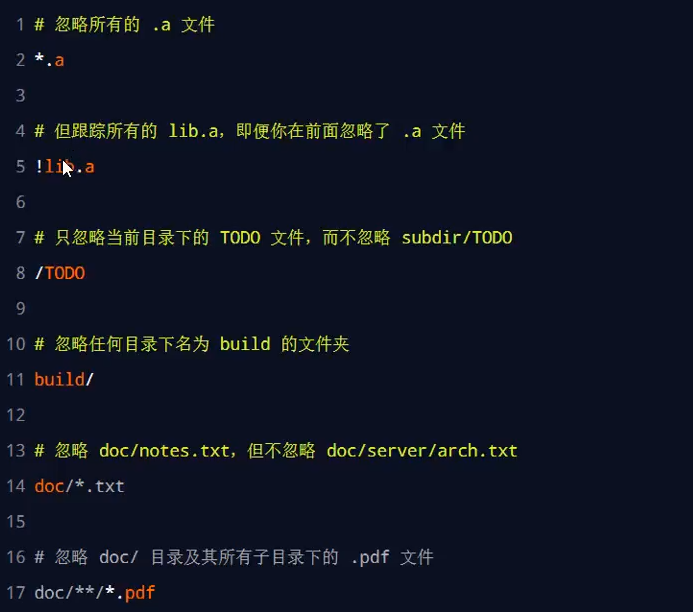 1 # 忽略所有的 .a 文件
2 *.a
3
4 # 但跟踪所有的 lib.a，即便你在前面忽略了 .a 文件
5 !lib.a
6
7 # 只忽略当前目录下的 TODO 文件，而不忽略 subdir/TODO
8 /TODO
9
10 # 忽略任何目录下名为 build 的文件夹
11 build/
12
13 # 忽略 doc/notes.txt，但不忽略 doc/server/arch.txt
14 doc/*.txt
15
16 # 忽略 doc/ 目录及其所有子目录下的 .pdf 文件
17 doc/**/*.pdf